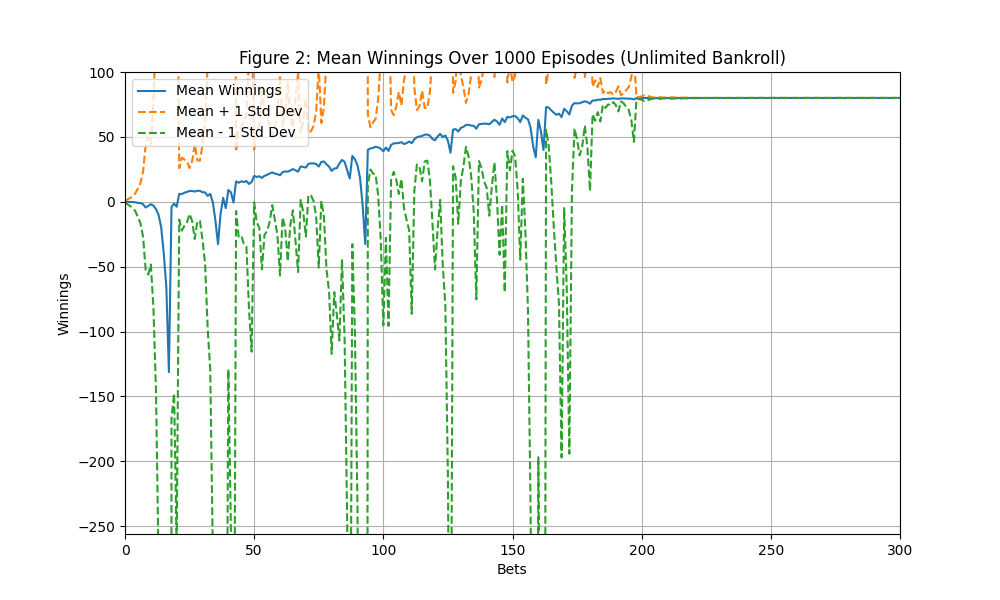 Figure 2: Mean Winnings Over 1000 Episodes (Unlimited Bankroll)
Mean Winnings
Mean + 1 Std Dev
Mean - 1 Std Dev
100
50
0
−50
−100
−150
−200
−250
Winnings
0
50
100
150
200
250
300
Bets